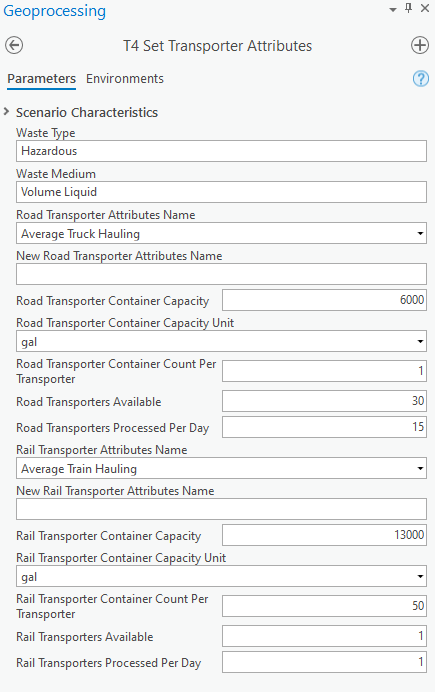 Geoprocessing
T4 Set Transporter Attributes
Parameters Environments
?
Scenario Characteristics
Waste Type
Hazardous
Waste Medium
Volume Liquid
Road Transporter Attributes Name
Average Truck Hauling
New Road Transporter Attributes Name
Road Transporter Container Capacity 6000
Road Transporter Container Capacity Unit
gal
Road Transporter Container Count Per
Transporter 1
Road Transporters Available 30
Road Transporters Processed Per Day 15
Rail Transporter Attributes Name
Average Train Hauling
New Rail Transporter Attributes Name
Rail Transporter Container Capacity 13000
Rail Transporter Container Capacity Unit
gal
Rail Transporter Container Count Per
Transporter 50
Rail Transporters Available 1
Rail Transporters Processed Per Day 1